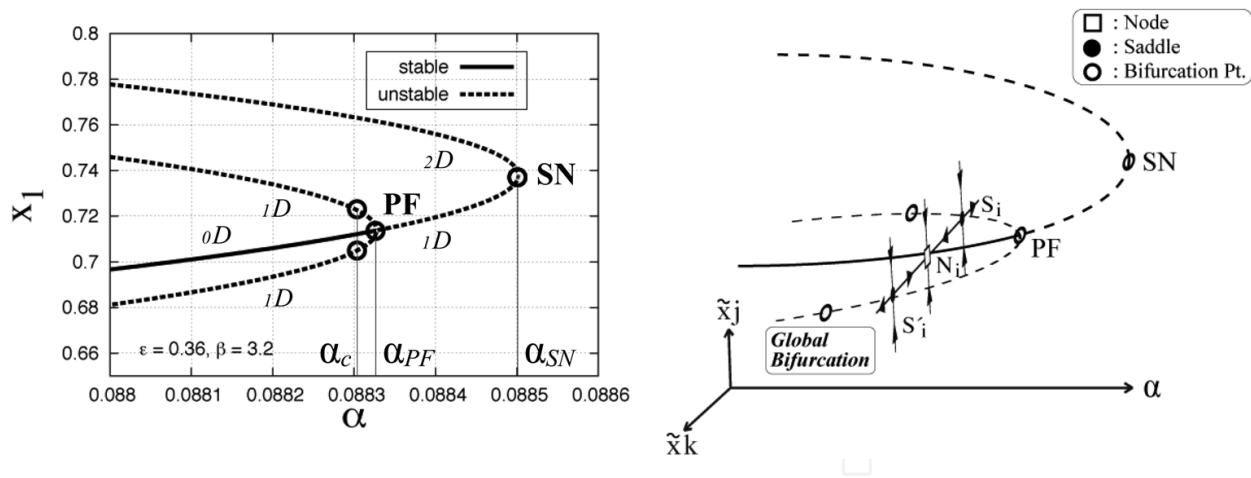 0.8
0.78
0.76
0.74
0.72
0.7
0.68
0.66
X1
stable
unstable
2D
SN
PF
1D
0D
1D
1D
ε = 0.36, β = 3.2
αc
αPF
αSN
0.088
0.0881
0.0882
0.0883
0.0884
0.0885
0.0886
α
: Node
: Saddle
: Bifurcation Pt.
SN
Si
PF
Ni
S´i
Global
Bifurcation
x̃j
α
x̃k